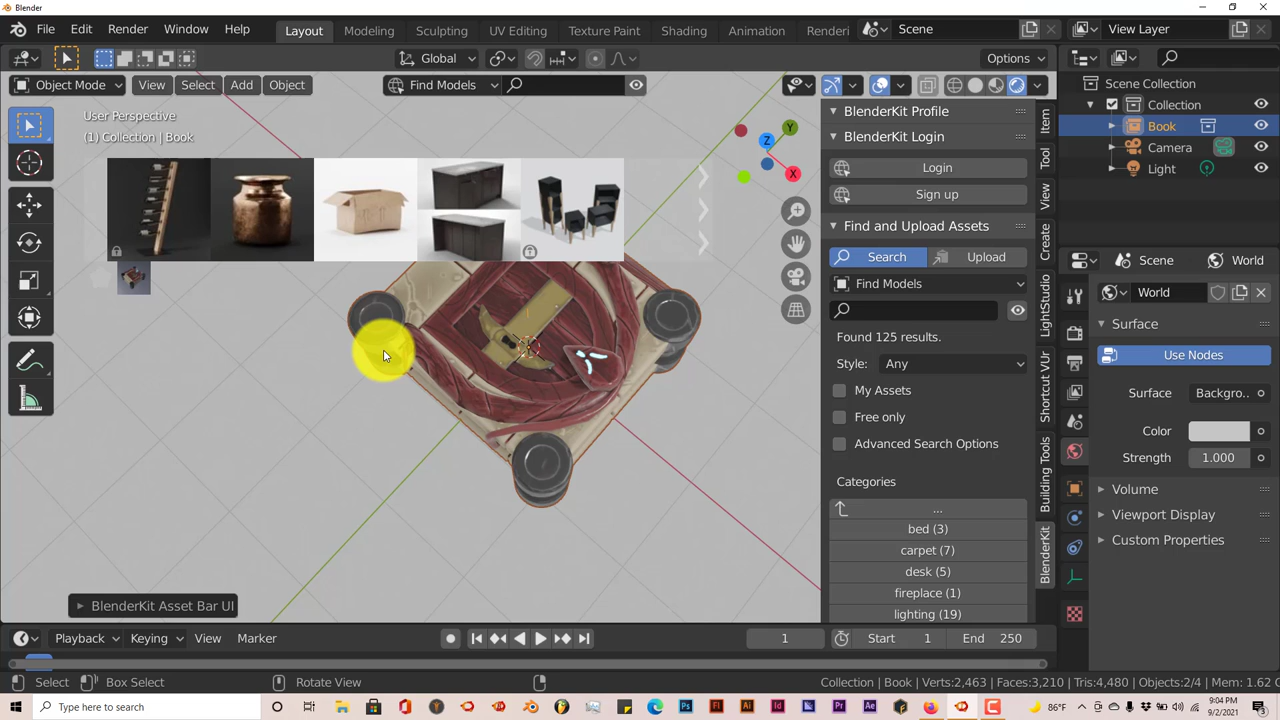 Blender
File Edit Render Window Help Layout Modeling Sculpting UV Editing Texture Paint Shading Animation Scene View Layer
Global Options
Object Mode View Select Add Object Find Models
User Perspective
(1) Collection | Book
Z Y X
BlenderKit Asset Bar UI
BlenderKit Profile
BlenderKit Login
Login
Sign up
Find and Upload Assets
Search Upload
Find Models
Found 125 results.
Style: Any
My Assets
Free only
Advanced Search Options
Categories
...
bed (3)
carpet (7)
desk (5)
fireplace (1)
lighting (19)
Item
Tool
View
Create
LightStudio
Shortcut VUr
Building Tools
BlenderKit
Scene Collection
Collection
Book
Camera
Light
Scene World
World
Surface
Use Nodes
Surface Backgro..
Color
Strength 1.000
Volume
Viewport Display
Custom Properties
Playback Keying View Marker 1 Start 1 End 250
Select Box Select Rotate View Collection | Book | Verts:2,463 | Faces:3,210 | Tris:4,480 | Objects:2/4 | Mem: 1.62 G
Type here to search 86°F 9:04 PM
9/2/2021